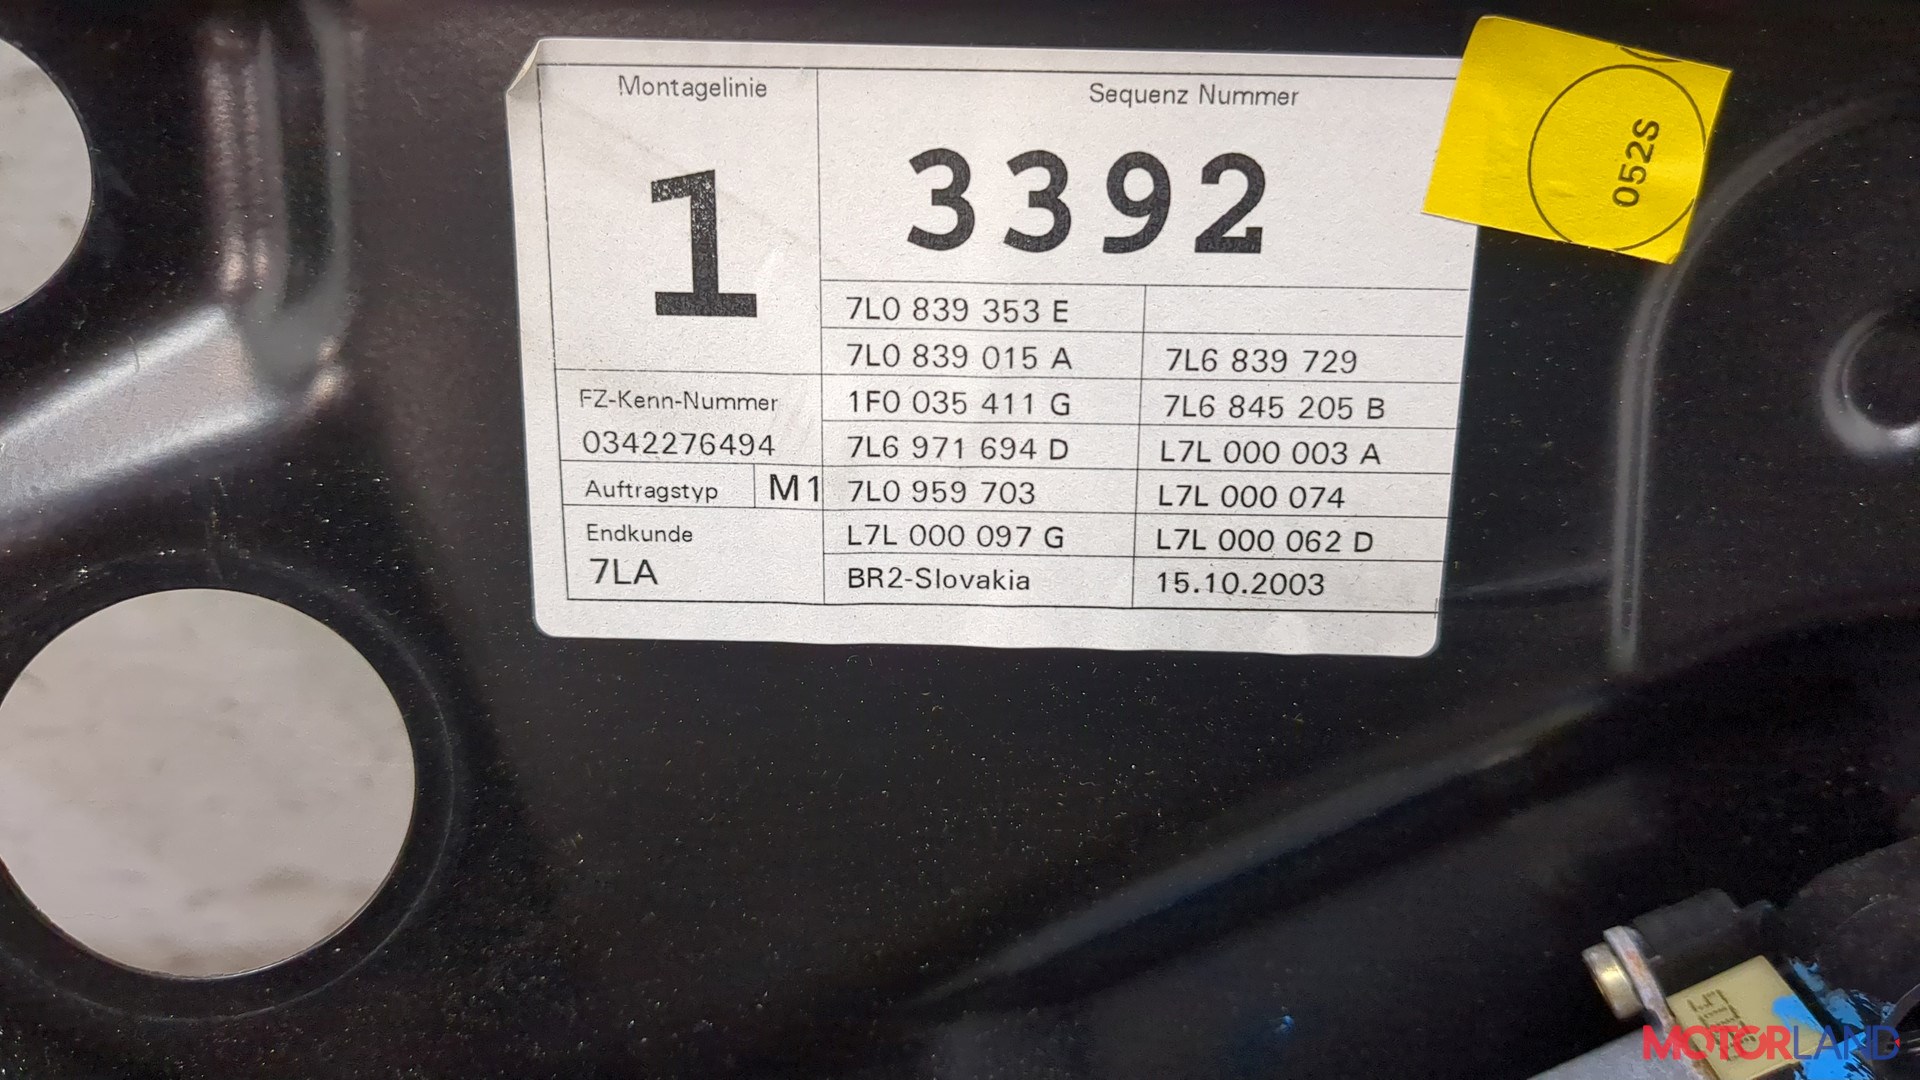 Montagelinie
1
Sequenz Nummer
3392
7L0 839 353 E
7L0 839 015 A 7L6 839 729
1F0 035 411 G 7L6 845 205 B
7L6 971 694 D L7L 000 003 A
7L0 959 703 L7L 000 074
L7L 000 097 G L7L 000 062 D
BR2-Slovakia 15.10.2003
FZ-Kenn-Nummer
0342276494
Auftragstyp M1
Endkunde
7LA
052S
MOTORLAND